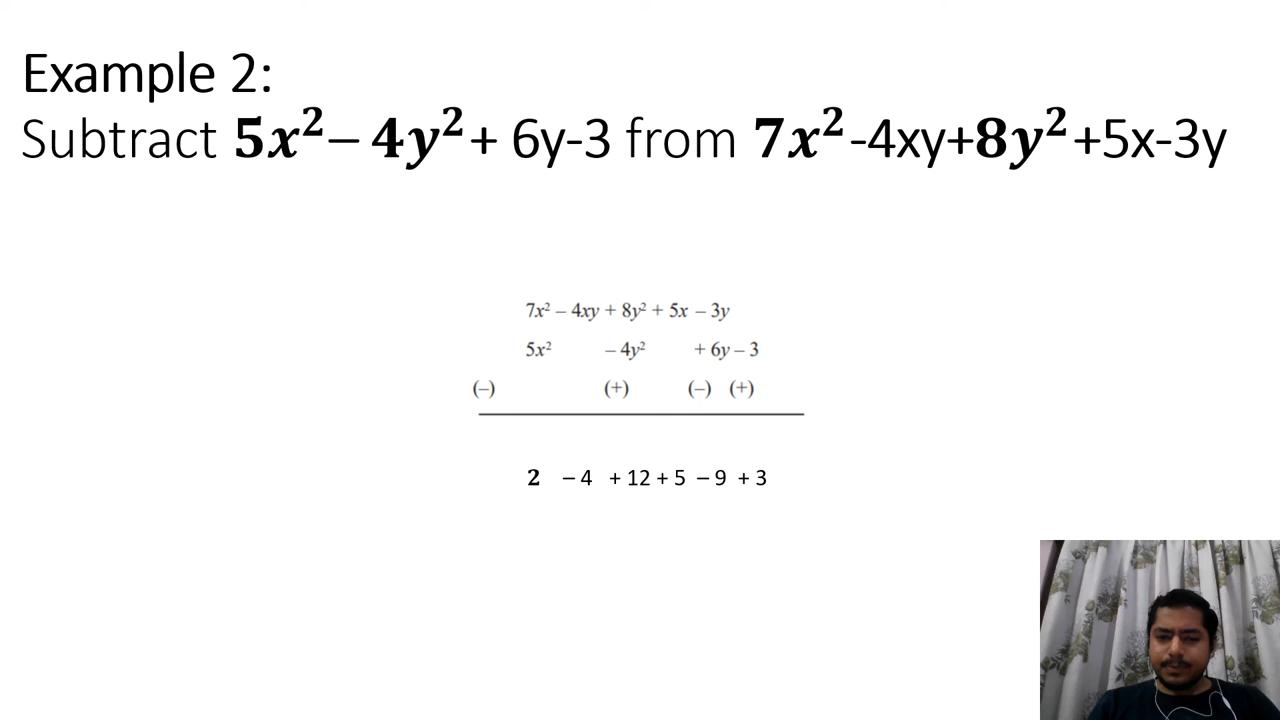 Example 2:
Subtract 5x²– 4y²+ 6y-3 from 7x²-4xy+8y²+5x-3y
7x² – 4xy + 8y² + 5x – 3y
5x² – 4y² + 6y – 3
(–) (+) (–) (+)
2 – 4 + 12 + 5 – 9 + 3